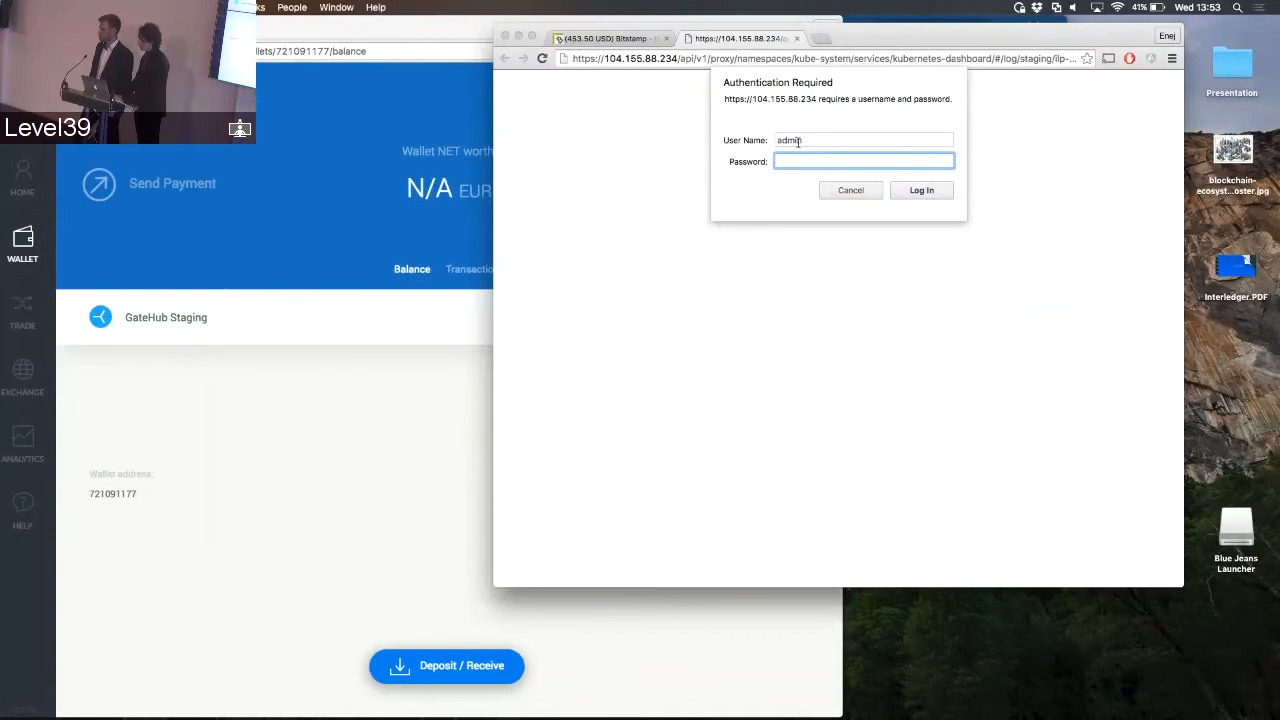 ks People Window Help
41% Wed 13:53
Level39
llets/721091177/balance
HOME
WALLET
TRADE
EXCHANGE
ANALYTICS
HELP
Send Payment
Wallet NET worth
N/A EUR
Balance Transactio
GateHub Staging
Wallet address:
721091177
Deposit / Receive
(453.50 USD) Bitstamp -
https://104.155.88.234/a
Enej
https://104.155.88.234/api/v1/proxy/namespaces/kube-system/services/kubernetes-dashboard/#/log/staging/ilp-...
Authentication Required
https://104.155.88.234 requires a username and password.
User Name: admin
Password:
Cancel Log In
Presentation
blockchain-
ecosyst...oster.jpg
Interledger.PDF
Blue Jeans
Launcher